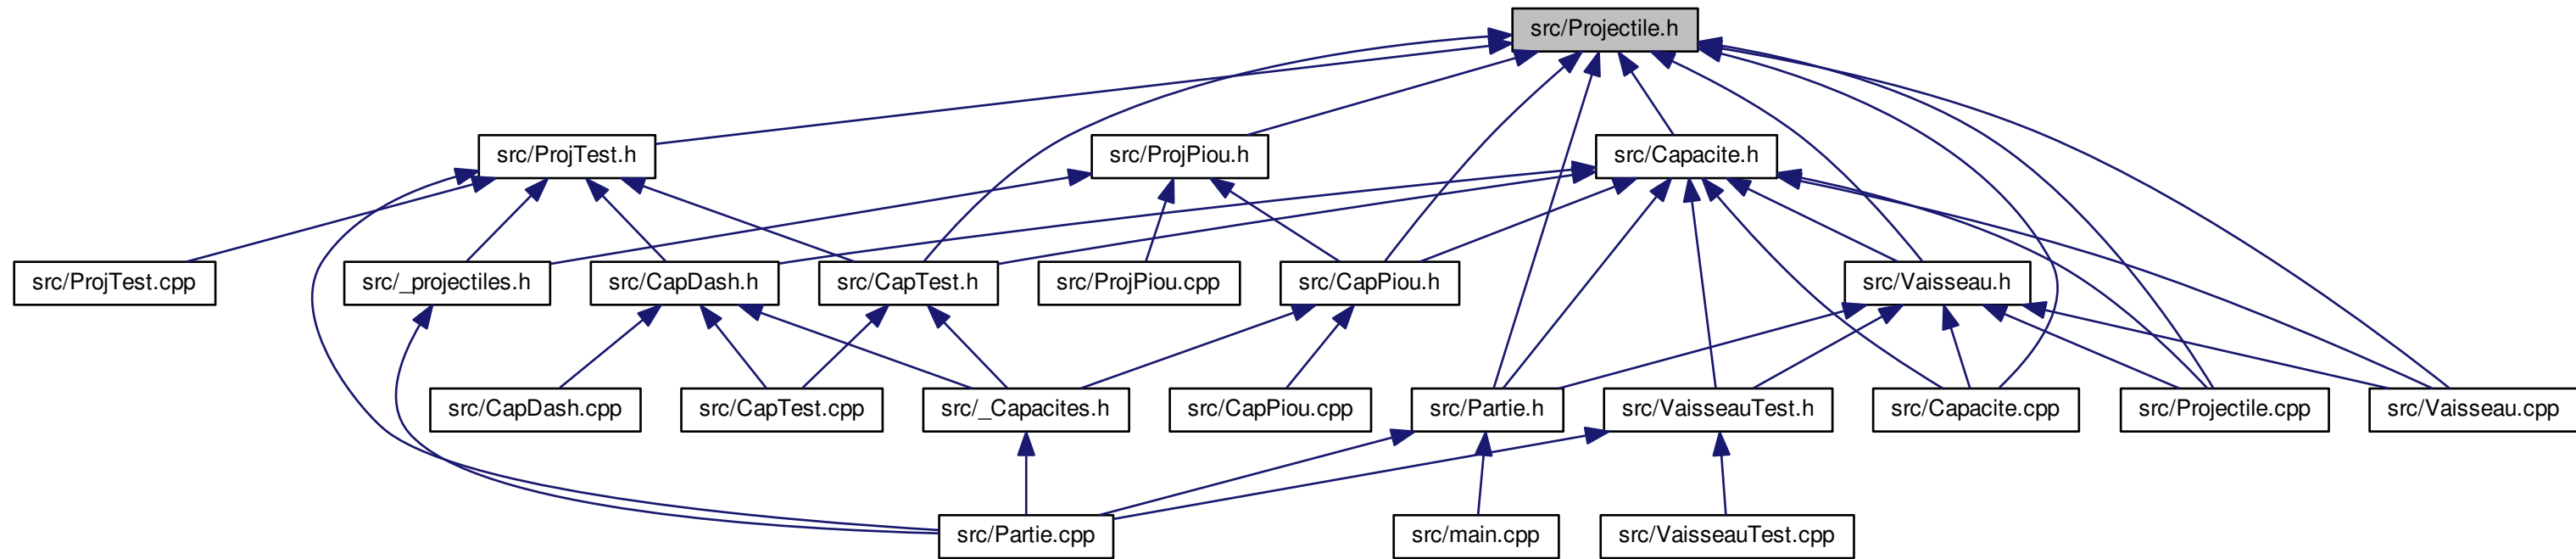 src/Projectile.h
src/ProjTest.h
src/ProjPiou.h
src/Capacite.h
src/ProjTest.cpp
src/_projectiles.h
src/CapDash.h
src/CapTest.h
src/ProjPiou.cpp
src/CapPiou.h
src/Vaisseau.h
src/CapDash.cpp
src/CapTest.cpp
src/_Capacites.h
src/CapPiou.cpp
src/Partie.h
src/VaisseauTest.h
src/Capacite.cpp
src/Projectile.cpp
src/Vaisseau.cpp
src/Partie.cpp
src/main.cpp
src/VaisseauTest.cpp